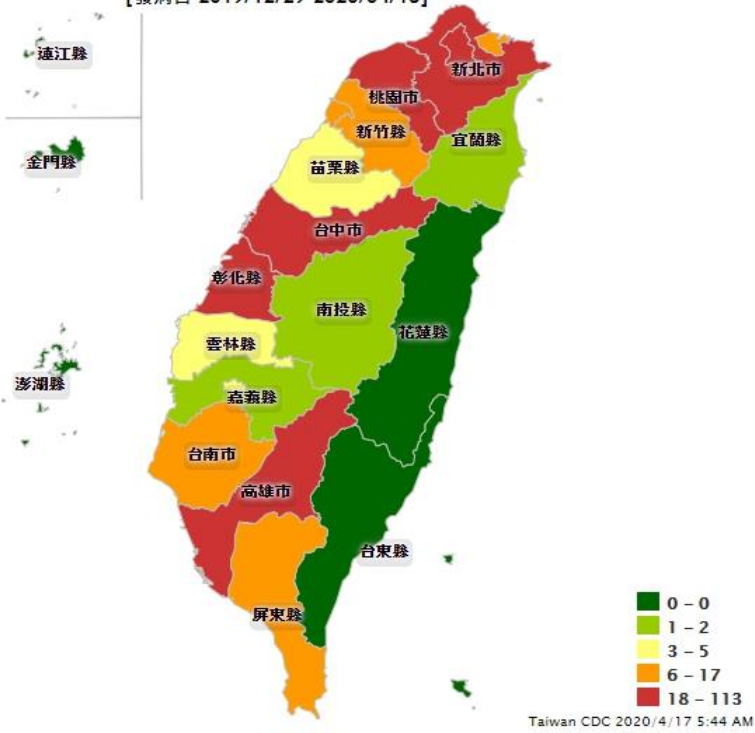 連江縣
新北市
桃園市
新竹縣
宜蘭縣
金門縣
苗栗縣
台中市
彰化縣
南投縣
花蓮縣
雲林縣
澎湖縣
嘉義縣
台南市
高雄市
台東縣
屏東縣
0 – 0
1 – 2
3 – 5
6 – 17
18 – 113
Taiwan CDC 2020/4/17 5:44 AM